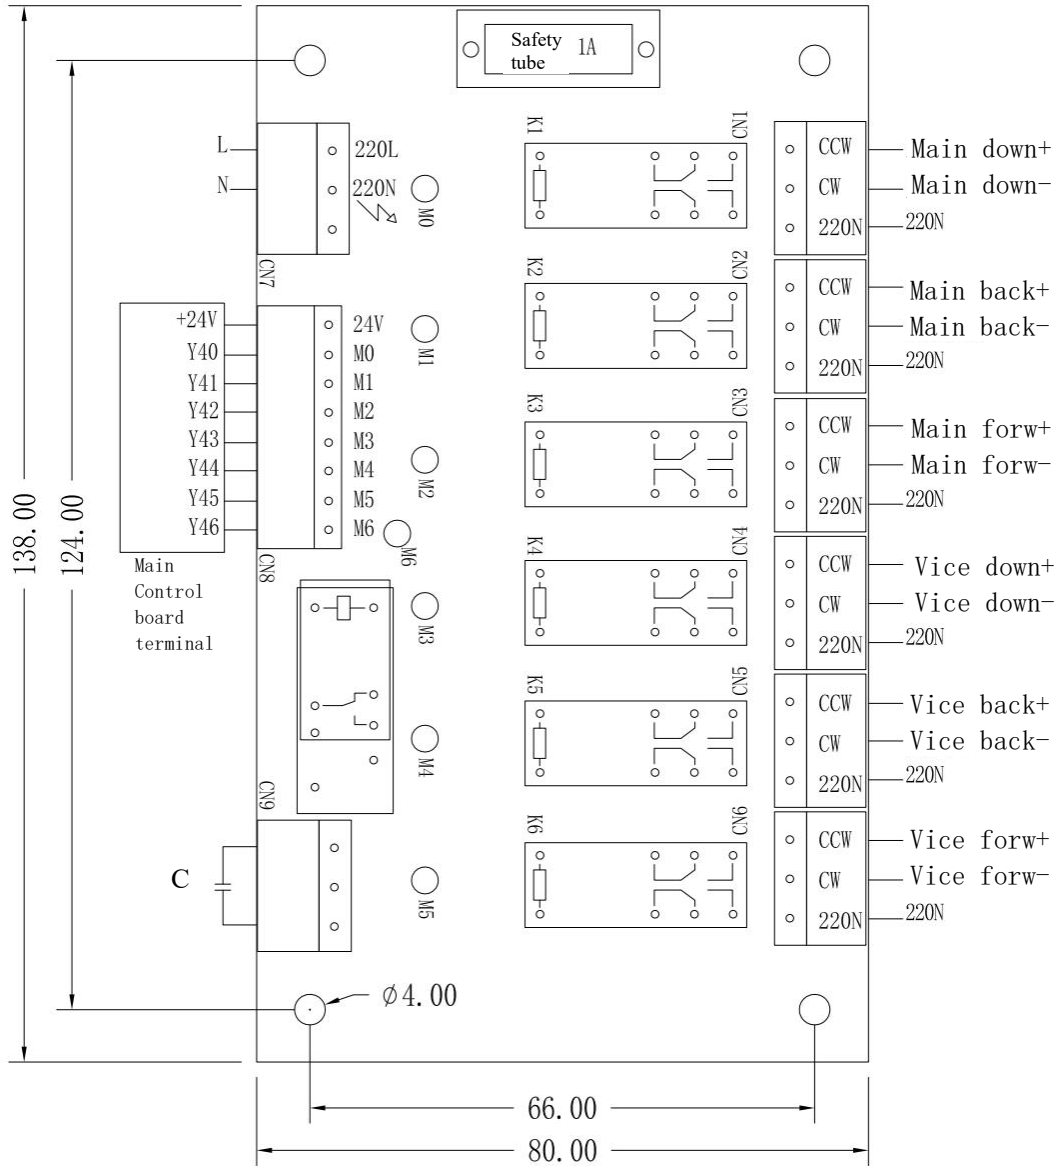 Safety 1A
tube
L
220L
N
220N
M0
CN7
K1
CN1
CCW
Main down+
CW
Main down-
220N
220N
K2
CN2
CCW
Main back+
CW
Main back-
220N
220N
+24V
24V
Y40
M0
Y41
M1
Y42
M2
Y43
M3
Y44
M4
Y45
M5
Y46
M6
M1
M2
M6
CN8
Main
Control
board
terminal
K3
CN3
CCW
Main forw+
CW
Main forw-
220N
220N
K4
CN4
CCW
Vice down+
CW
Vice down-
220N
220N
M3
K5
CN5
CCW
Vice back+
CW
Vice back-
220N
220N
M4
CN9
K6
CN6
CCW
Vice forw+
CW
Vice forw-
220N
220N
C
M5
138.00
124.00
φ4.00
66.00
80.00